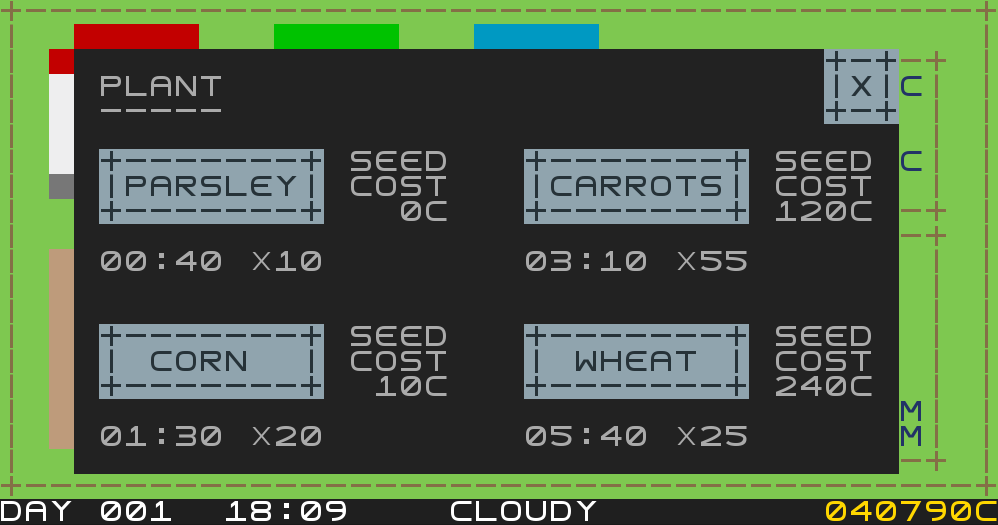 PLANT
X
C
PARSLEY
SEED
COST
0C
CARROTS
SEED
COST
120C
C
00:40 X10
03:10 X55
CORN
SEED
COST
10C
WHEAT
SEED
COST
240C
M
M
01:30 X20
05:40 X25
DAY 001 18:09 CLOUDY 040790C